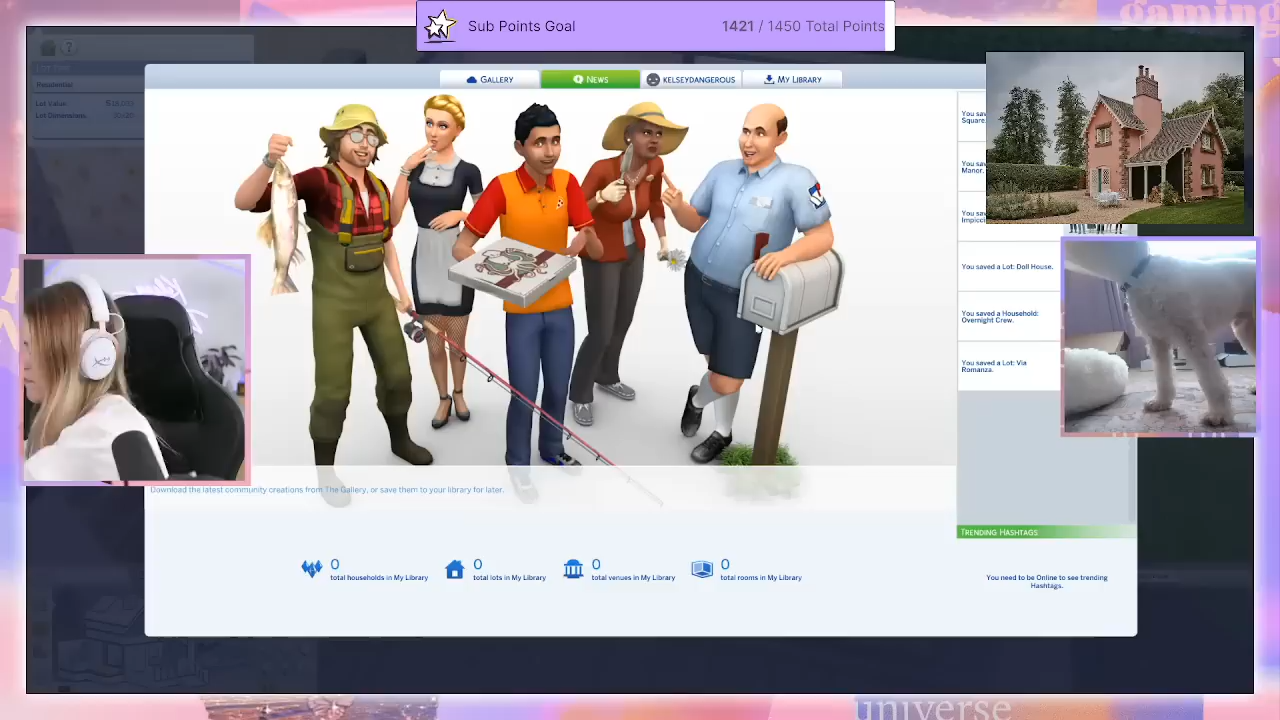 gaming
Sub Points Goal
1421 / 1450 Total Points
?
GALLERY
NEWS
KELSEYDANGEROUS
MY LIBRARY
Residential
Lot Value:
Lot Dimensions:
You saved a Lot: Doll House.
You saved a Household:
Overnight Crew.
You saved a Lot: Via
Romanza.
Download the latest community creations from The Gallery, or save them to your library for later.
TRENDING HASHTAGS
0
total households in My Library
0
total lots in My Library
0
total venues in My Library
0
total rooms in My Library
You need to be Online to see trending
Hashtags.
universe